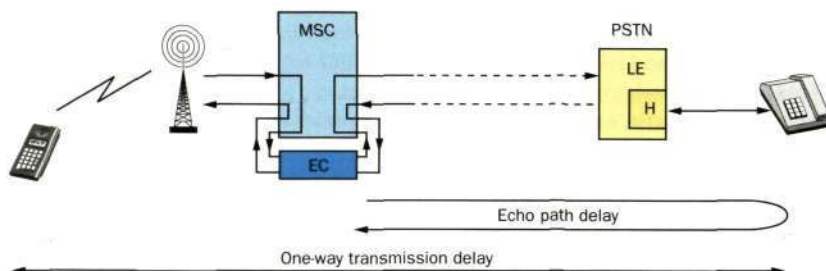 MSC
PSTN
LE
H
EC
Echo path delay
One-way transmission delay